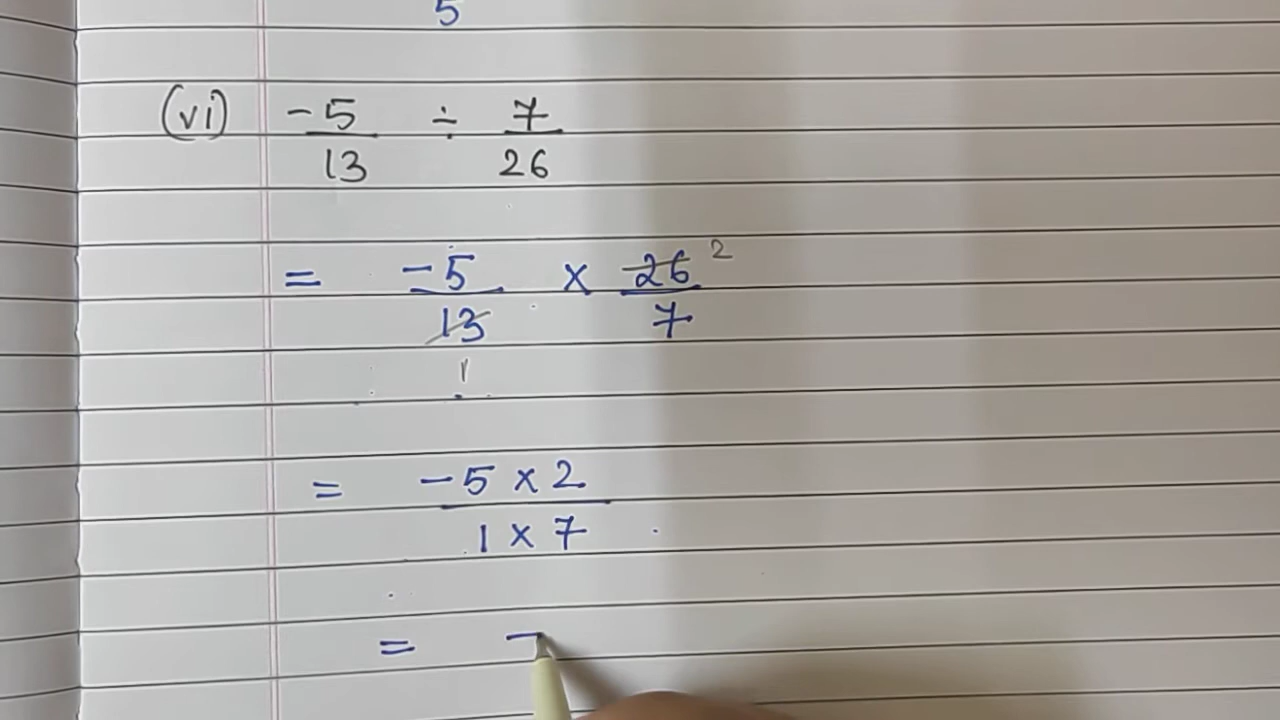 5
(vi) -5/13 ÷ 7/26
= -5/13 × 26/7 2
1
= -5 × 2 / 1 × 7
= -